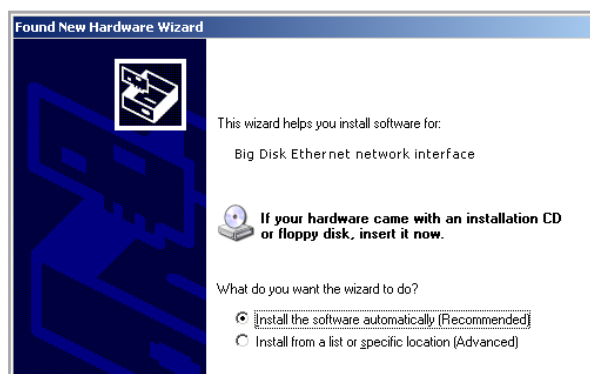 Found New Hardware Wizard
This wizard helps you install software for:
Big Disk Ethernet network interface
If your hardware came with an installation CD
or floppy disk, insert it now.
What do you want the wizard to do?
Install the software automatically (Recommended)
Install from a list or specific location (Advanced)